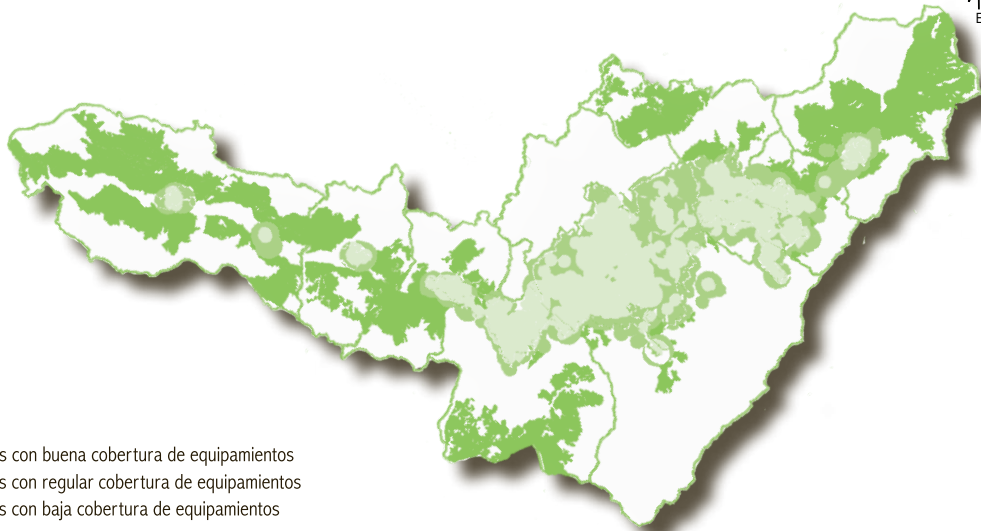 s con buena cobertura de equipamientos
s con regular cobertura de equipamientos
s con baja cobertura de equipamientos